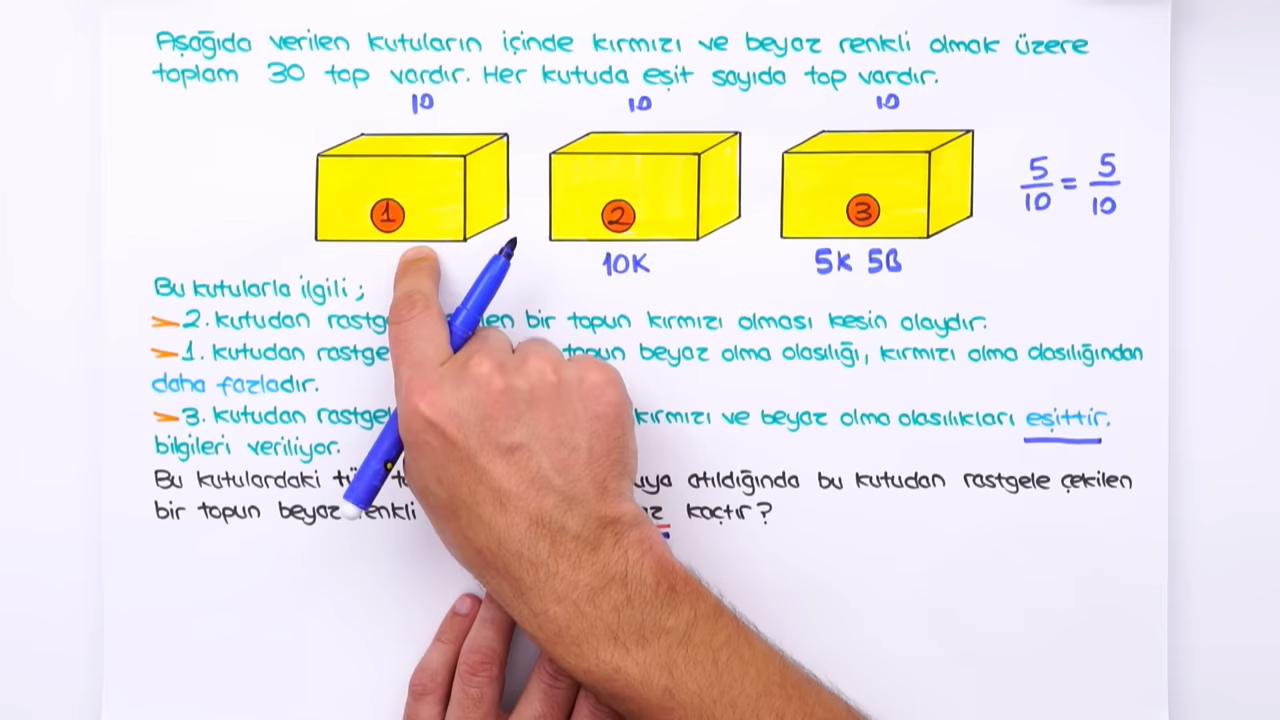 Aşağıda verilen kutuların içinde kırmızı ve beyaz renkli olmak üzere
toplam 30 top vardır. Her kutuda eşit sayıda top vardır.
10 10 10
1 2 3
5/10 = 5/10
10K 5K 5B
Bu kutularla ilgili;
➤2. kutudan bir topun kırmızı olması kesin olaydır.
➤1. kutudan topun beyaz olma olasılığı, kırmızı olma olasılığından
daha fazladır.
➤3. kutudan kırmızı ve beyaz olma olasılıkları eşittir.
bilgileri veriliyor.
Bu kutulardaki atıldığında bu kutudan rastgele çekilen
bir topun beyaz renkli kaçtır?